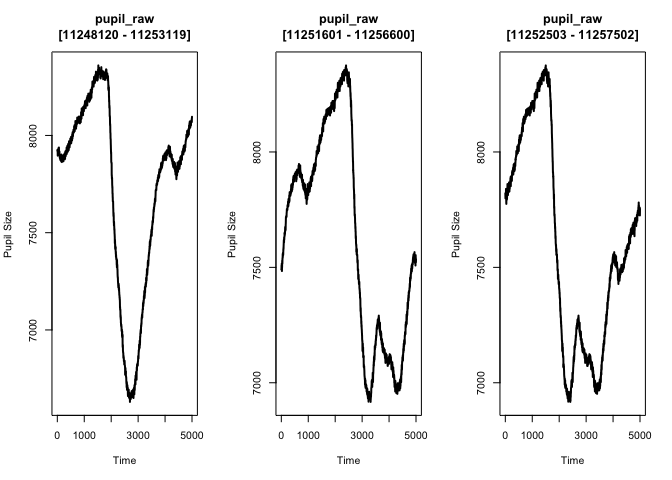 pupil_raw
[11248120 - 11253119]
Pupil Size
8000
7500
7000
0 1000 3000 5000
Time
pupil_raw
[11251601 - 11256600]
Pupil Size
8000
7500
7000
0 1000 3000 5000
Time
pupil_raw
[11252503 - 11257502]
Pupil Size
8000
7500
7000
0 1000 3000 5000
Time